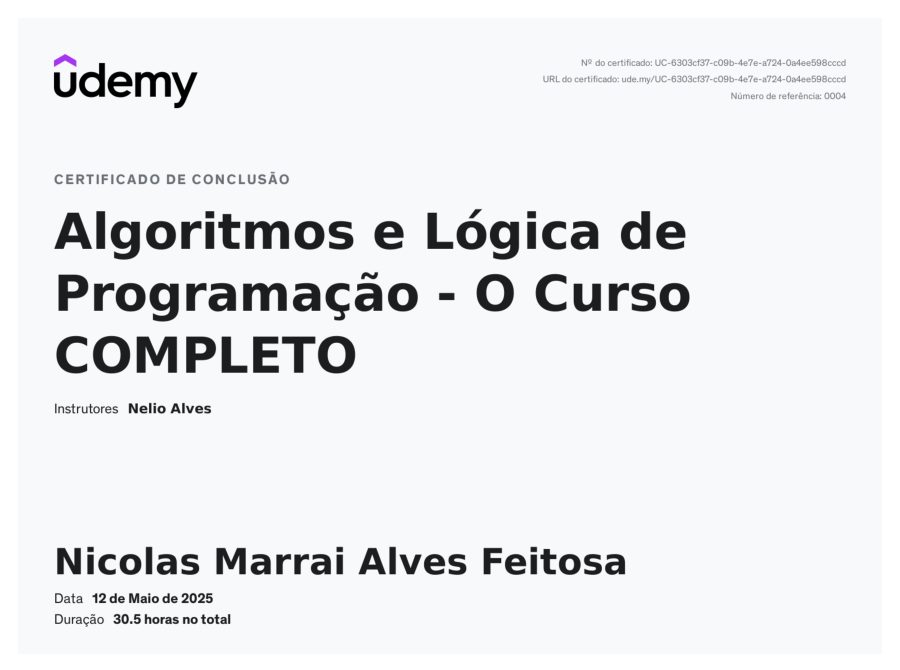 udemy
Nº do certificado: UC-6303cf37-c09b-4e7e-a724-0a4ee598cccd
URL do certificado: ude.my/UC-6303cf37-c09b-4e7e-a724-0a4ee598cccd
Número de referência: 0004
CERTIFICADO DE CONCLUSÃO
Algoritmos e Lógica de
Programação - O Curso
COMPLETO
Instrutores Nelio Alves
Nicolas Marrai Alves Feitosa
Data 12 de Maio de 2025
Duração 30.5 horas no total